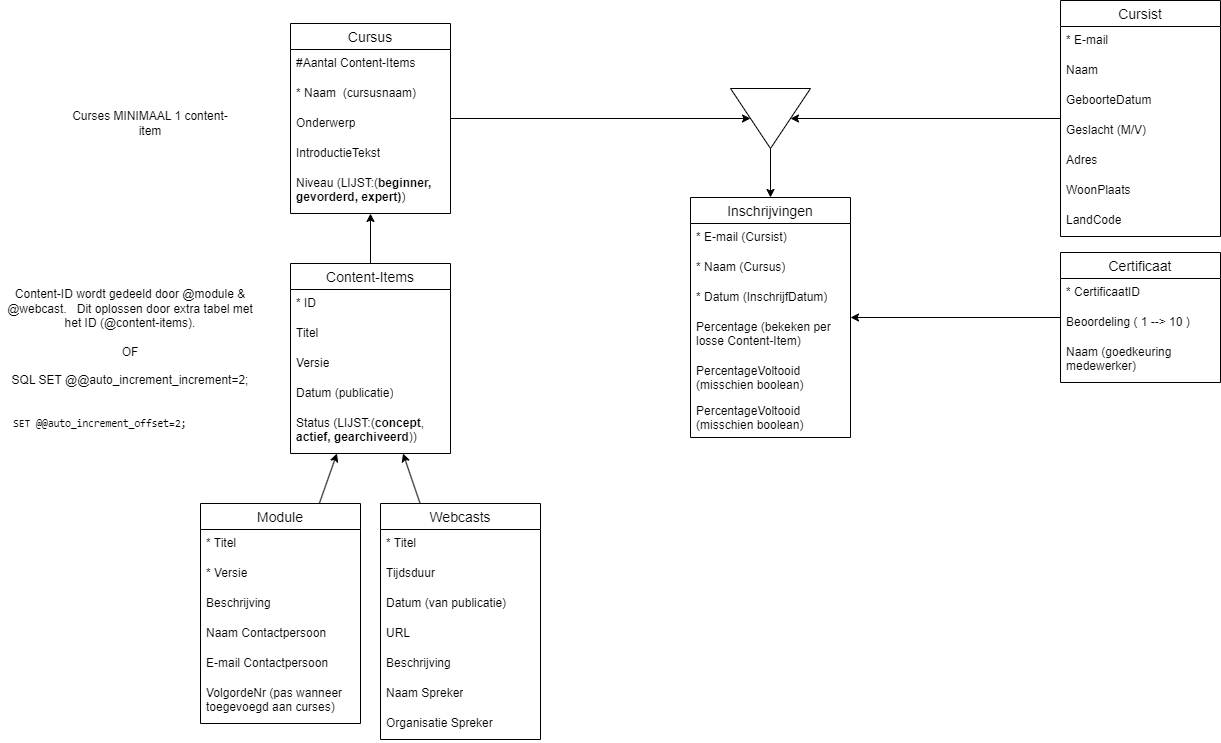 Cursus
#Aantal Content-Items
* Naam  (cursusnaam)
Onderwerp
IntroductieTekst
Niveau (LIJST:(beginner,
gevorderd, expert))
Curses MINIMAAL 1 content-
item
Content-Items
* ID
Titel
Versie
Datum (publicatie)
Status (LIJST:(concept,
actief, gearchiveerd))
Content-ID wordt gedeeld door @module &
@webcast.   Dit oplossen door extra tabel met
het ID (@content-items).
OF
SQL SET @@auto_increment_increment=2;
SET @@auto_increment_offset=2;
Module
* Titel
* Versie
Beschrijving
Naam Contactpersoon
E-mail Contactpersoon
VolgordeNr (pas wanneer
toegevoegd aan curses)
Webcasts
* Titel
Tijdsduur
Datum (van publicatie)
URL
Beschrijving
Naam Spreker
Organisatie Spreker
Inschrijvingen
* E-mail (Cursist)
* Naam (Cursus)
* Datum (InschrijfDatum)
Percentage (bekeken per
losse Content-Item)
PercentageVoltooid
(misschien boolean)
PercentageVoltooid
(misschien boolean)
Cursist
* E-mail
Naam
GeboorteDatum
Geslacht (M/V)
Adres
WoonPlaats
LandCode
Certificaat
* CertificaatID
Beoordeling ( 1 --> 10 )
Naam (goedkeuring
medewerker)